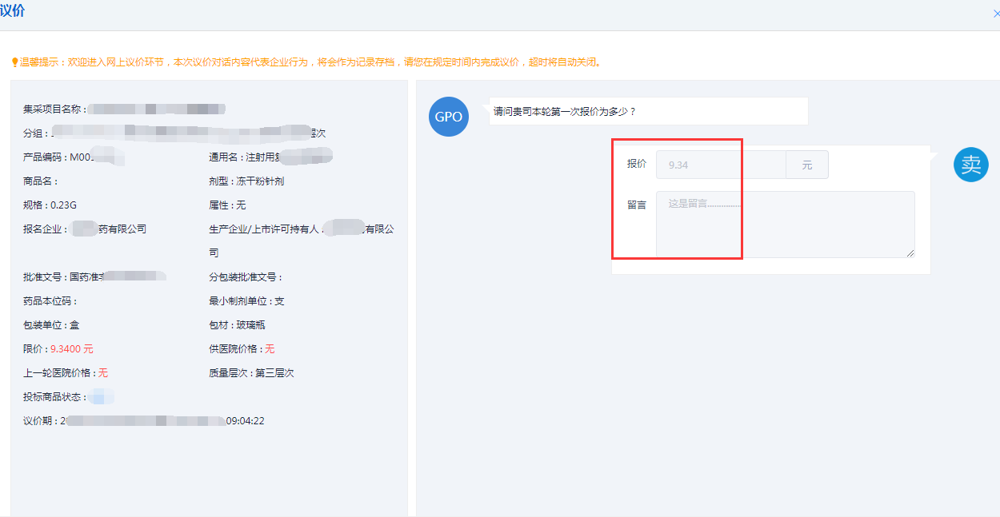 议价
温馨提示：欢迎进入网上议价环节，本次议价对话内容代表企业行为，将会作为记录存档，请您在规定时间内完成议价，超时将自动关闭。
集采项目名称 :
分组 : 层次
产品编码 : M00
通用名 : 注射用
商品名 :
剂型 : 冻干粉针剂
规格 : 0.23G
属性 : 无
报名企业 : 药有限公司
生产企业/上市许可持有人 : 有限公
司
批准文号 : 国药准
分包装批准文号 :
药品本位码 :
最小制剂单位 : 支
包装单位 : 盒
包材 : 玻璃瓶
限价 : 9.3400 元
供医院价格 : 无
上一轮医院价格 : 无
质量层次 : 第三层次
投标商品状态 :
议价期 : 2 09:04:22
GPO
请问贵司本轮第一次报价为多少？
卖
报价 9.34 元
留言 这是留言..............